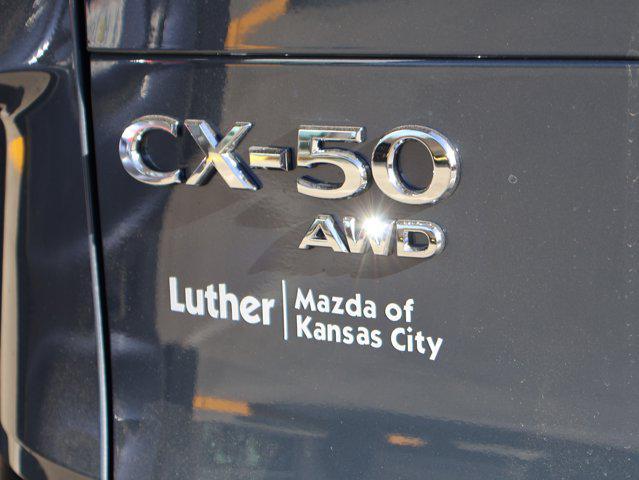 CX-50
AWD
Luther | Mazda of
Kansas City